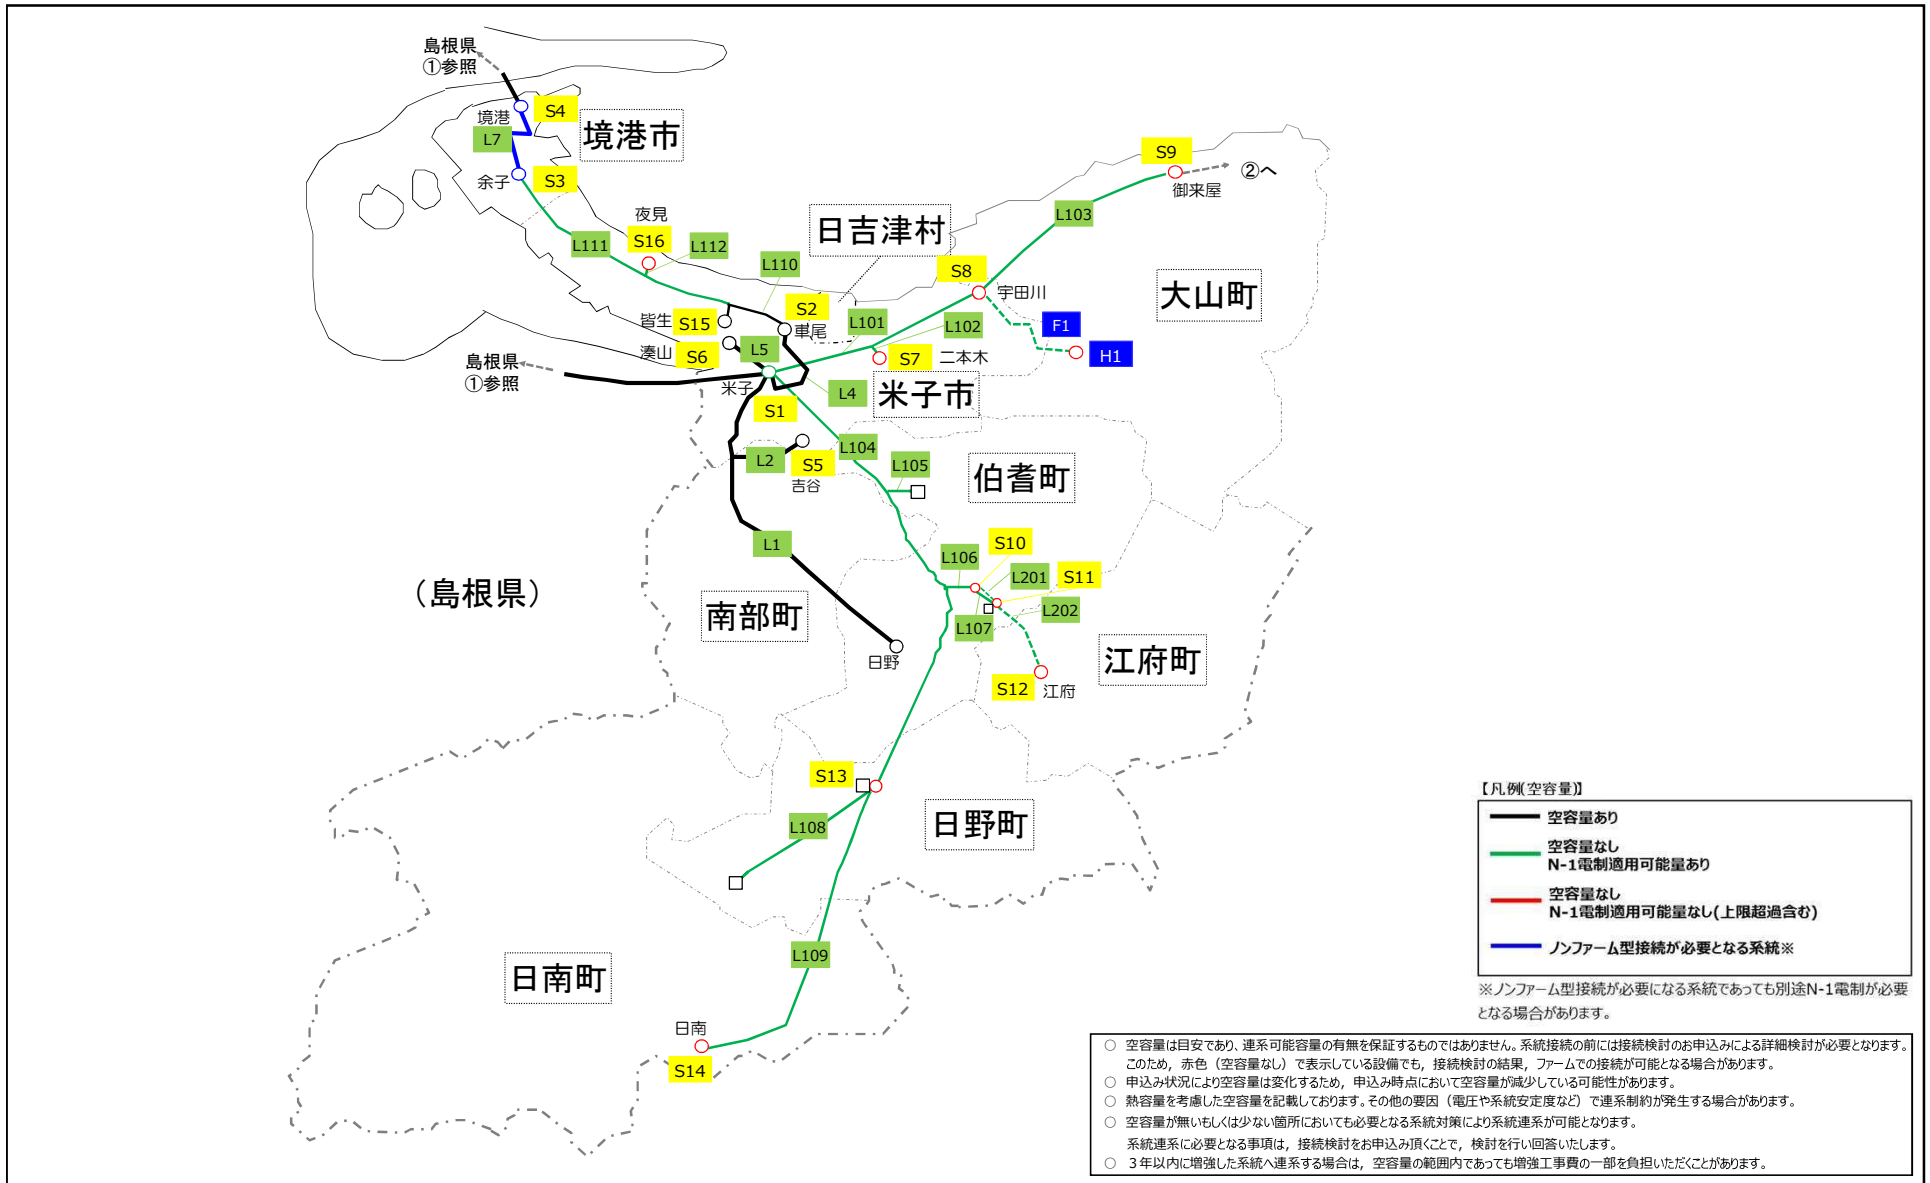 島根県
①参照
境港
S4
L7
境港市
余子
S3
夜見
S16
L112
L111
L110
日吉津村
S9
御来屋
②へ
L103
S8
宇田川
大山町
皆生
S15
S2
車尾
L101
L102
F1
H1
湊山
S6
L5
S7
二本木
島根県
①参照
米子
S1
L4
米子市
L104
L105
伯耆町
L2
S5
吉谷
L1
(島根県)
南部町
日野
L106
S10
L201
S11
L107
L202
S12
江府
江府町
S13
L108
日野町
L109
日南町
日南
S14
【凡例(空容量)】
空容量あり
空容量なし
N-1電制適用可能量あり
空容量なし
N-1電制適用可能量なし(上限超過含む)
ノンファーム型接続が必要となる系統※
※ノンファーム型接続が必要になる系統であっても別途N-1電制が必要
となる場合があります。
○ 空容量は目安であり、連系可能容量の有無を保証するものではありません。系統接続の前には接続検討のお申込みによる詳細検討が必要となります。
このため,赤色(空容量なし)で表示している設備でも,接続検討の結果,ファームでの接続が可能となる場合があります。
○ 申込み状況により空容量は変化するため,申込み時点において空容量が減少している可能性があります。
○ 熱容量を考慮した空容量を記載しております。その他の要因(電圧や系統安定度など)で連系制約が発生する場合があります。
○ 空容量が無いもしくは少ない箇所においても必要となる系統対策により系統連系が可能となります。
系統連系に必要となる事項は,接続検討をお申込み頂くことで,検討を行い回答いたします。
○ 3年以内に増強した系統へ連系する場合は,空容量の範囲内であっても増強工事費の一部を負担いただくことがあります。